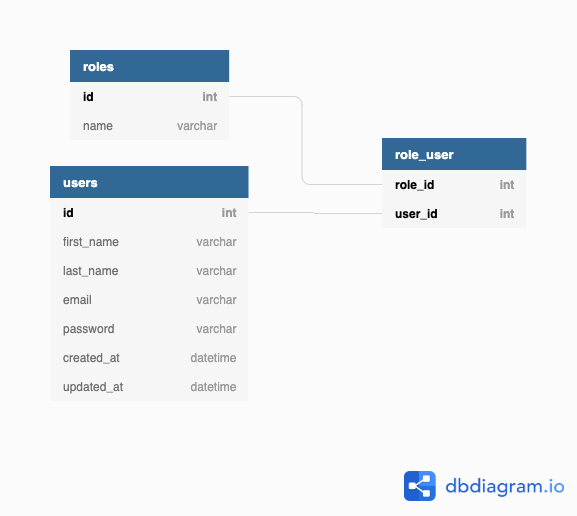 roles
id int
name varchar
users
id int
first_name varchar
last_name varchar
email varchar
password varchar
created_at datetime
updated_at datetime
role_user
role_id int
user_id int
dbdiagram.io